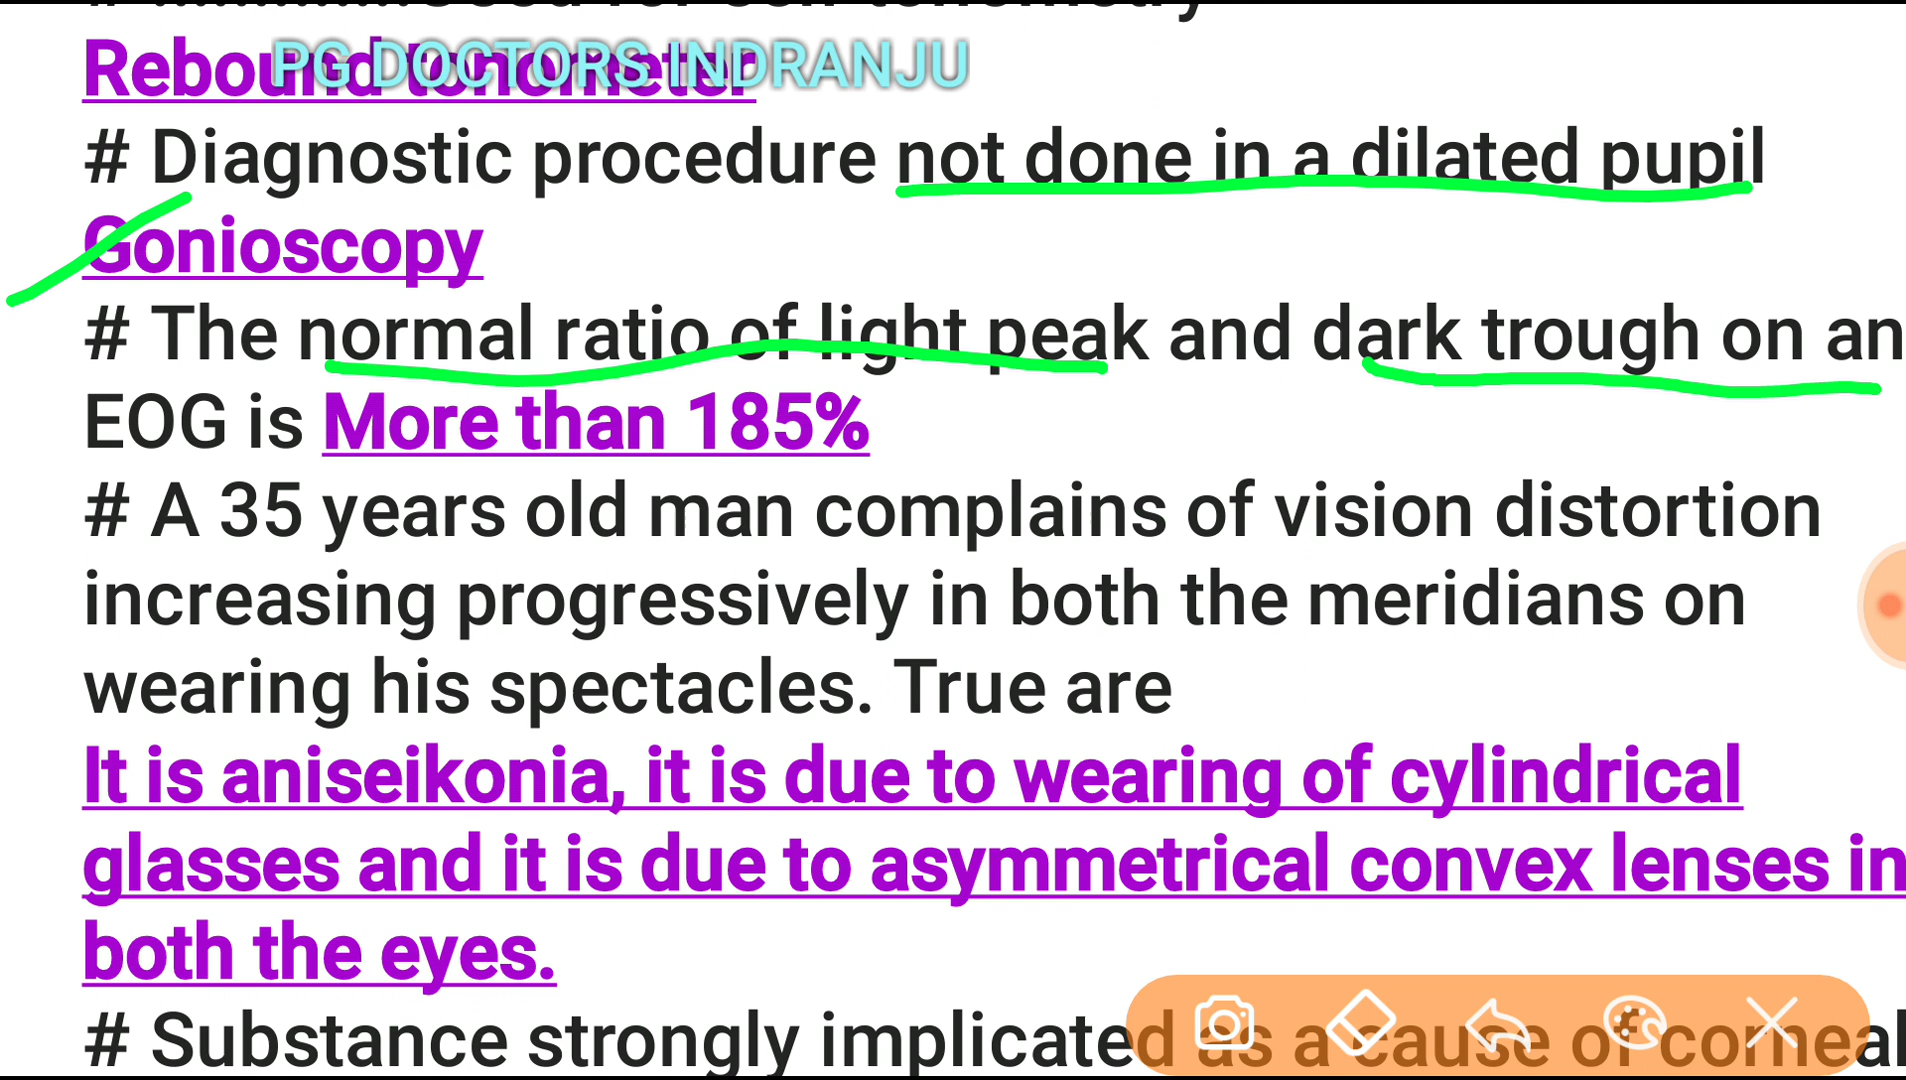 for self tonometry
Rebound tonometer
PG DOCTORS INDRANJU
# Diagnostic procedure not done in a dilated pupil
Gonioscopy
# The normal ratio of light peak and dark trough on an
EOG is More than 185%
# A 35 years old man complains of vision distortion
increasing progressively in both the meridians on
wearing his spectacles. True are
It is aniseikonia, it is due to wearing of cylindrical
glasses and it is due to asymmetrical convex lenses in
both the eyes.
# Substance strongly implicated as a cause of corneal